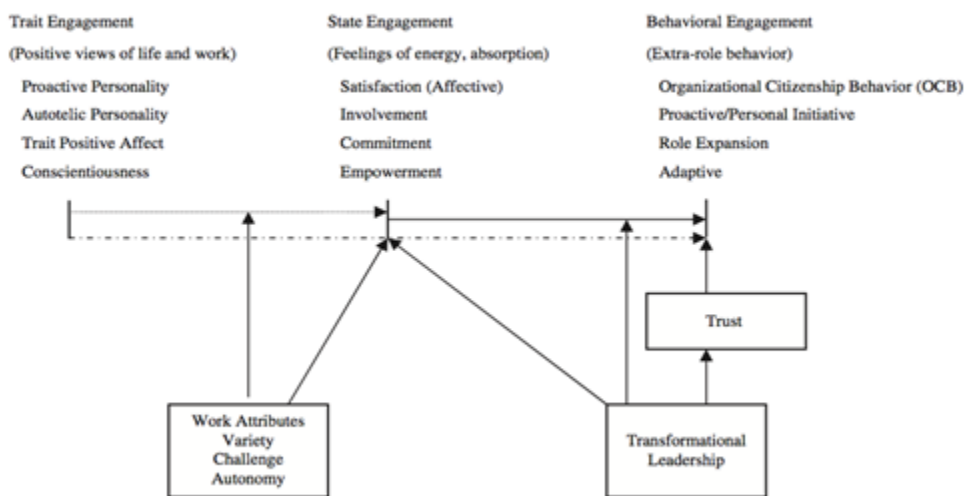 Trait Engagement
(Positive views of life and work)
Proactive Personality
Autotelic Personality
Trait Positive Affect
Conscientiousness
State Engagement
(Feelings of energy, absorption)
Satisfaction (Affective)
Involvement
Commitment
Empowerment
Behavioral Engagement
(Extra-role behavior)
Organizational Citizenship Behavior (OCB)
Proactive/Personal Initiative
Role Expansion
Adaptive
Trust
Work Attributes
Variety
Challenge
Autonomy
Transformational
Leadership